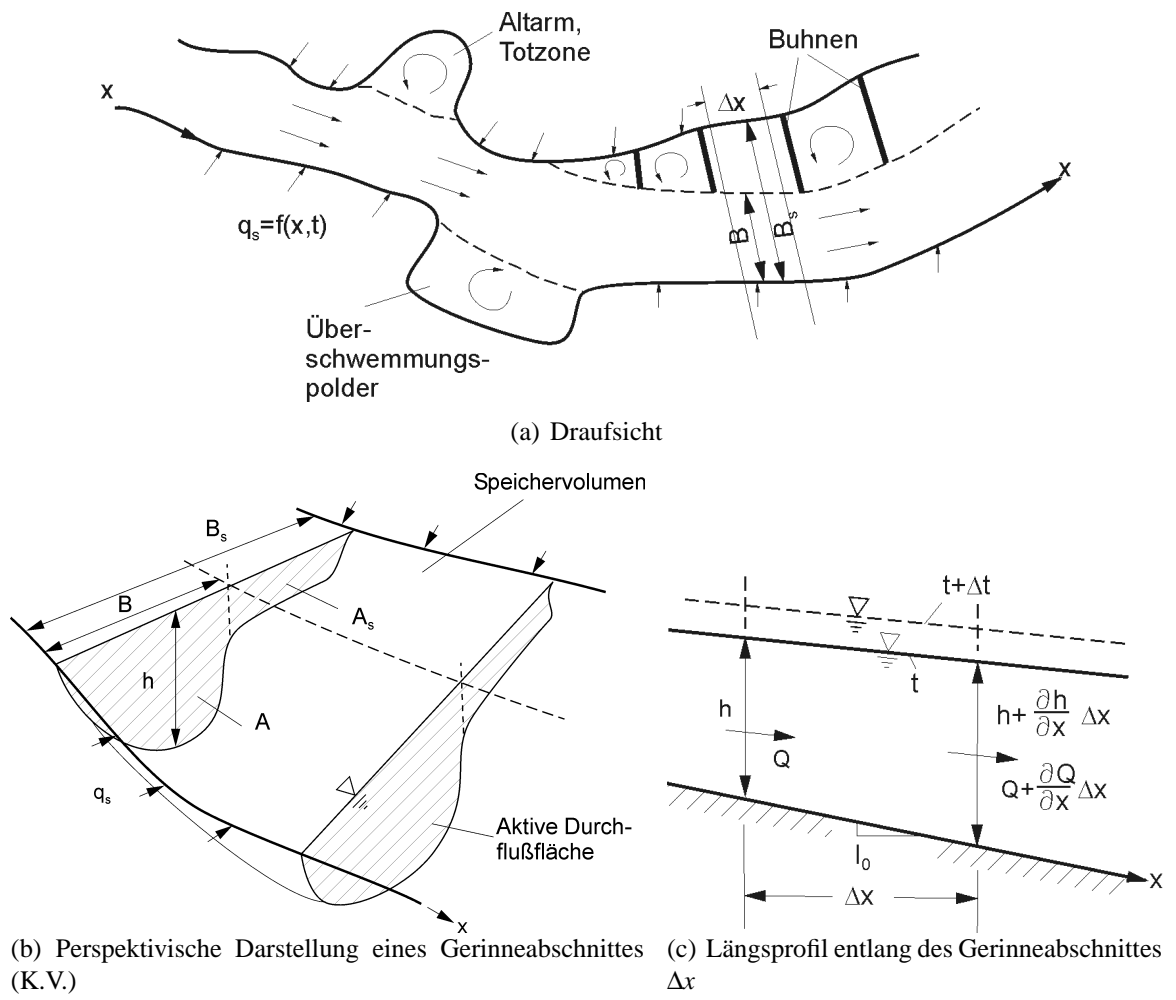 Altarm,
Totzone
Buhnen
x
Δx
x
B
B_s
q_s=f(x,t)
Über-
schwemmungs-
polder
(a) Draufsicht
Speichervolumen
B_s
B
A_s
h
A
q_s
Aktive Durch-
flußfläche
x
t+Δt
t
h
h+ ∂h/∂x Δx
Q
Q+ ∂Q/∂x Δx
I_0
x
Δx
(b) Perspektivische Darstellung eines Gerinneabschnittes
(K.V.)
(c) Längsprofil entlang des Gerinneabschnittes
Δx